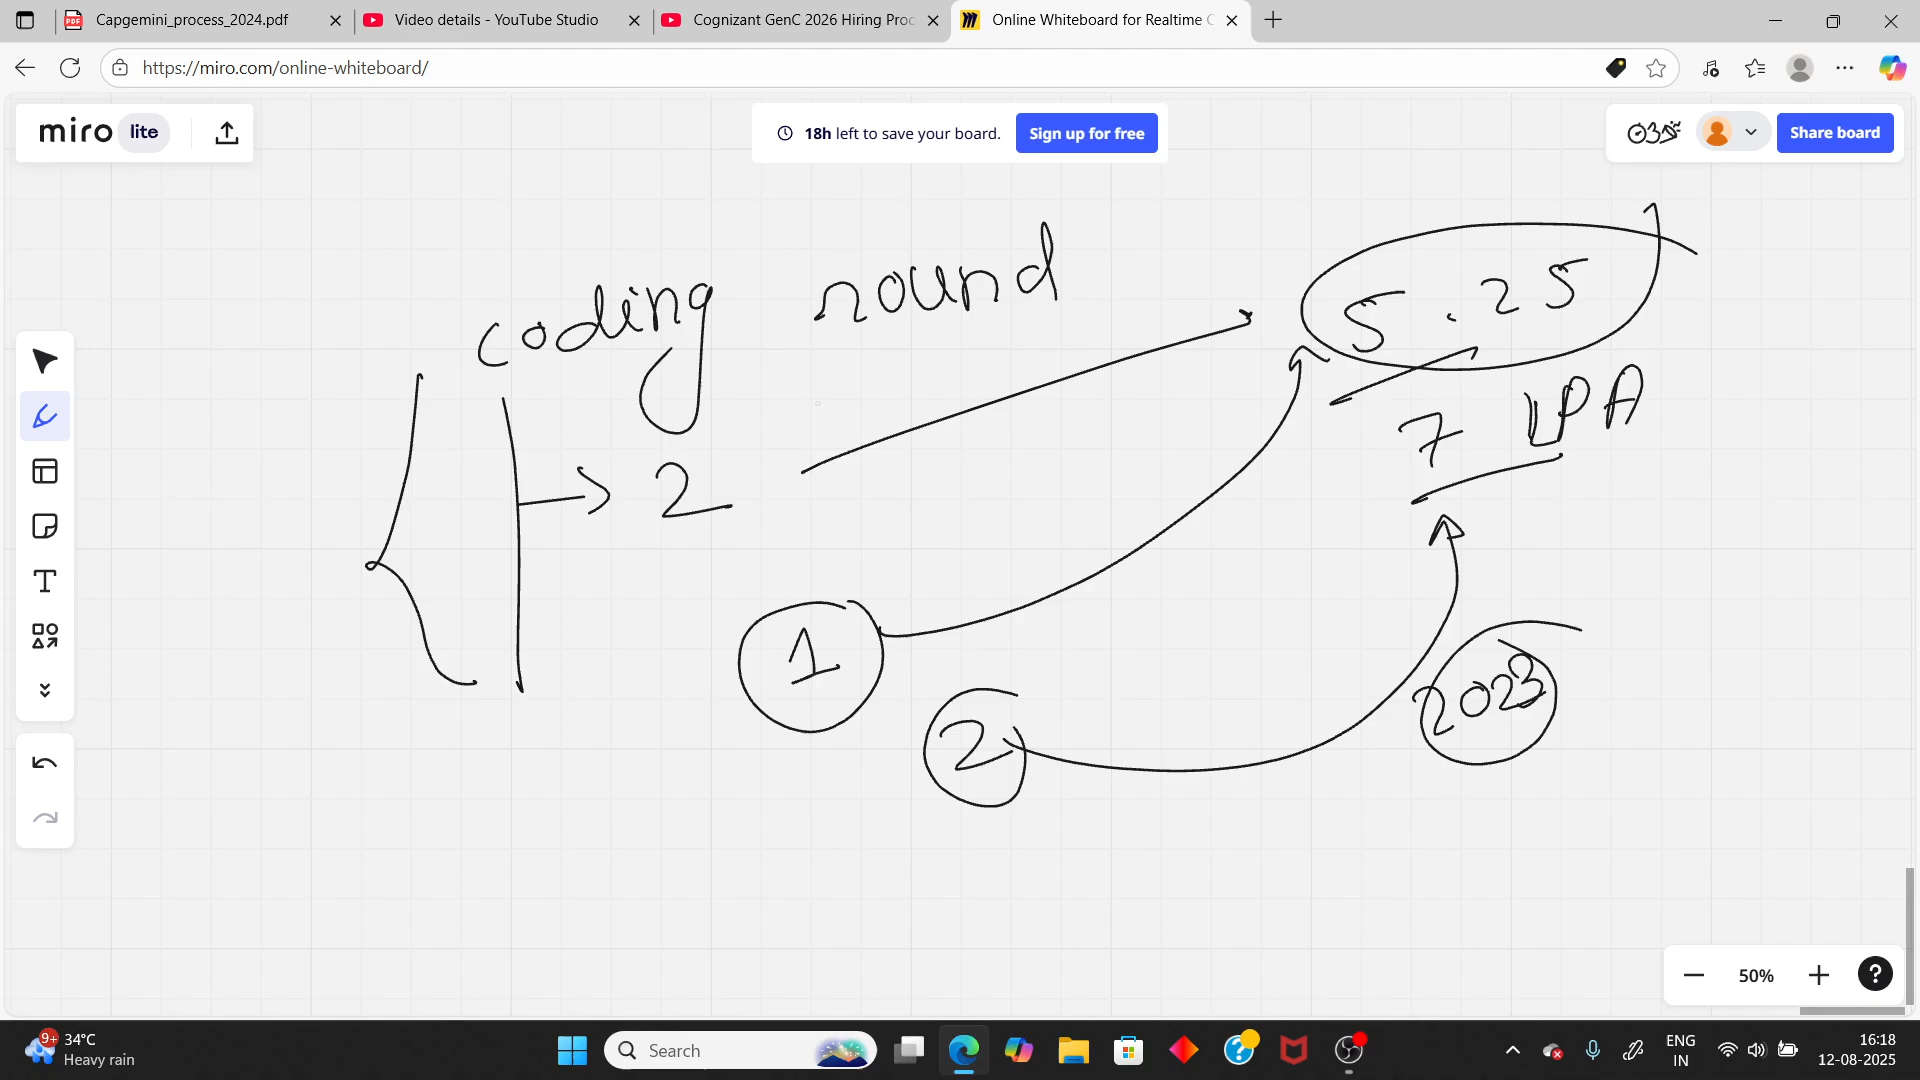 Capgemini_process_2024.pdf
Video details - YouTube Studio
Cognizant GenC 2026 Hiring Proc
Online Whiteboard for Realtime C
https://miro.com/online-whiteboard/
miro lite
18h left to save your board.
Sign up for free
Share board
coding round
5.25
7 LPA
2
1
2
2023
50%
?
9+
34°C
Heavy rain
Search
ENG
IN
16:18
12-08-2025